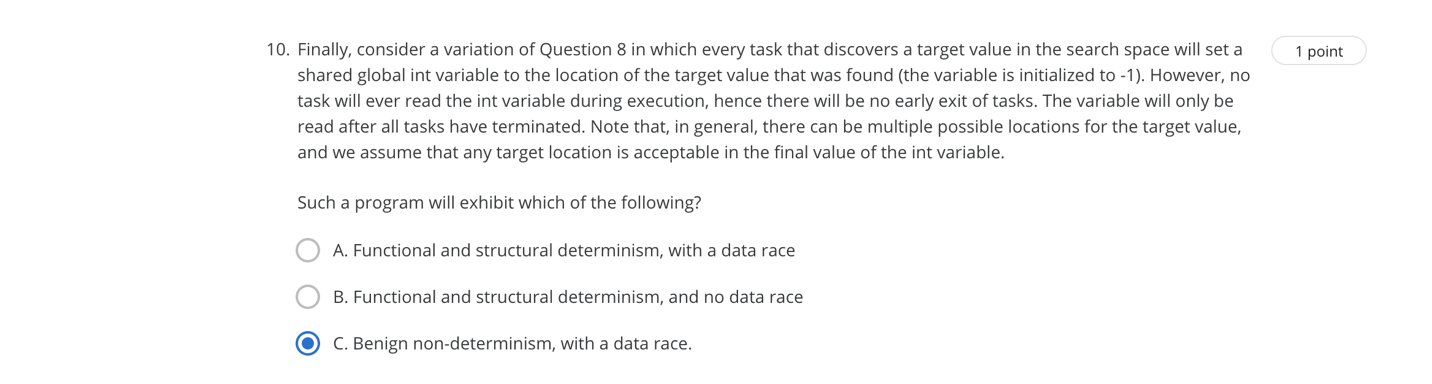 10. Finally, consider a variation of Question 8 in which every task that discovers a target value in the search space will set a
1 point
shared global int variable to the location of the target value that was found (the variable is initialized to -1). However, no
task will ever read the int variable during execution, hence there will be no early exit of tasks. The variable will only be
read after all tasks have terminated. Note that, in general, there can be multiple possible locations for the target value,
and we assume that any target location is acceptable in the final value of the int variable.
Such a program will exhibit which of the following?
A. Functional and structural determinism, with a data race
B. Functional and structural determinism, and no data race
C. Benign non-determinism, with a data race.